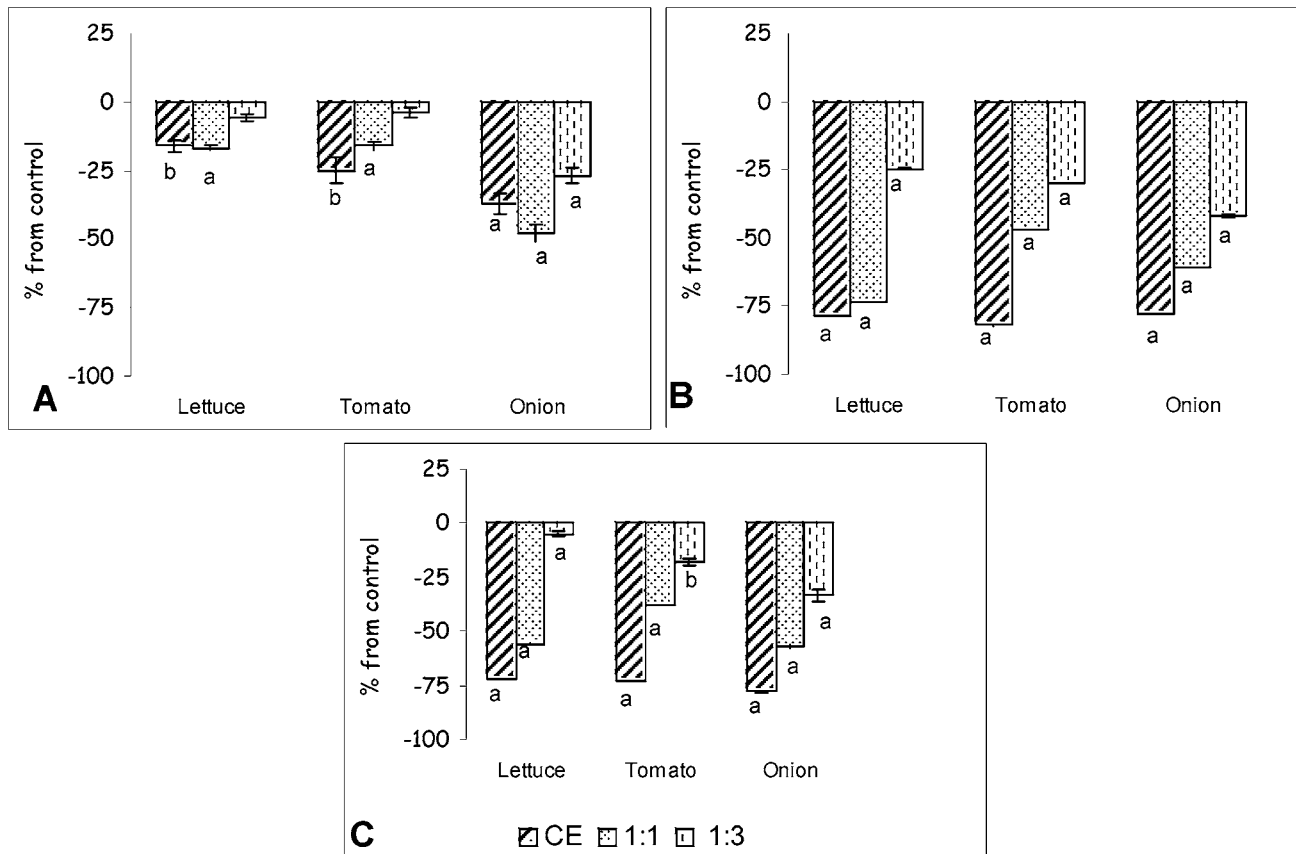 25
0
-25
-50
-75
-100
% from control
b
a
b
a
a
a
a
Lettuce
Tomato
Onion
A
25
0
-25
-50
-75
-100
% from control
a
a
a
a
a
a
a
a
a
Lettuce
Tomato
Onion
B
25
0
-25
-50
-75
-100
% from control
a
a
a
a
a
b
a
a
a
Lettuce
Tomato
Onion
C
CE 1:1 1:3